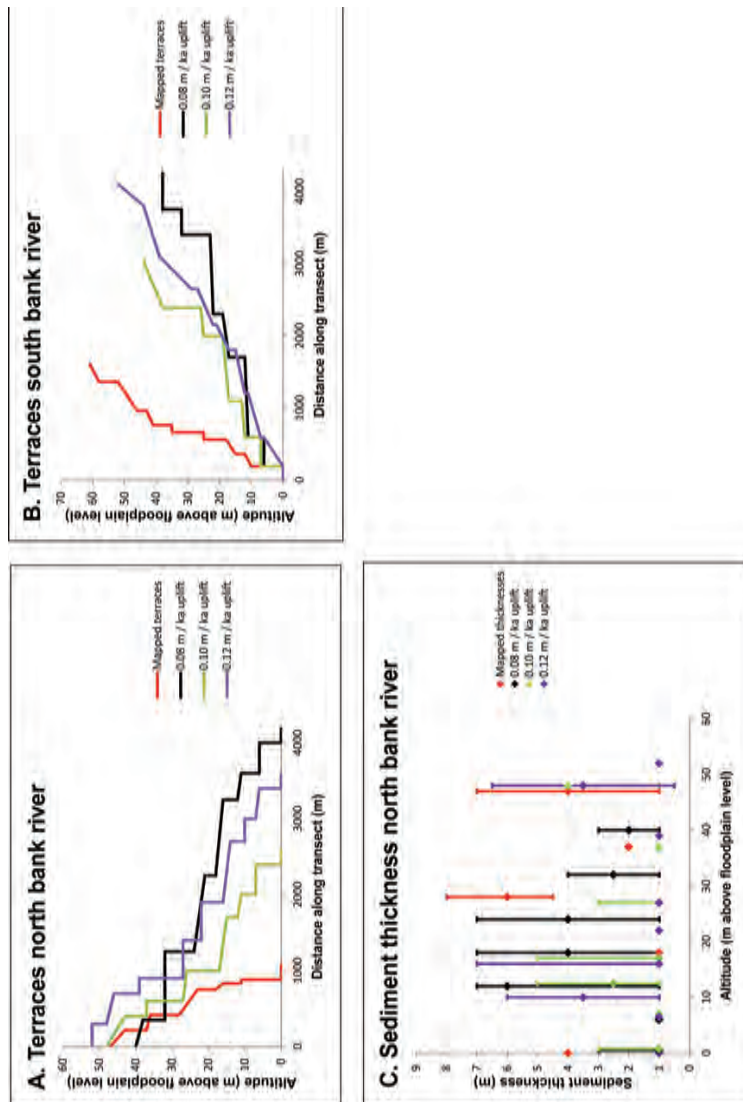 A. Terraces north bank river
Altitude (m above floodplain level)
60
50
40
30
20
10
0
0
1000
2000
3000
4000
Distance along transect (m)
Mapped terraces
0.08 m / ka uplift
0.10 m / ka uplift
0.12 m / ka uplift
B. Terraces south bank river
Altitude (m above floodplain level)
70
60
50
40
30
20
10
0
0
1000
2000
3000
4000
Distance along transect (m)
Mapped terraces
0.08 m / ka uplift
0.10 m / ka uplift
0.12 m / ka uplift
C. Sediment thickness north bank river
Sediment thickness (m)
9
8
7
6
5
4
3
2
1
0
0
10
20
30
40
50
60
Altitude (m above floodplain level)
Mapped thicknesses
0.08 m / ka uplift
0.10 m / ka uplift
0.12 m / ka uplift